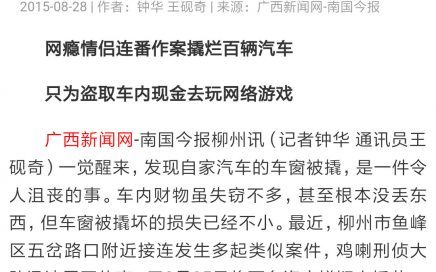 2015-08-28 | 作者：钟华 王砚奇 | 来源：广西新闻网-南国今报
网瘾情侣连番作案撬烂百辆汽车
只为盗取车内现金去玩网络游戏
广西新闻网-南国今报柳州讯（记者钟华 通讯员王
砚奇）一觉醒来，发现自家汽车的车窗被撬，是一件令
人沮丧的事。车内财物虽失窃不多，甚至根本没丢东
西，但车窗被撬坏的损失已经不小。最近，柳州市鱼峰
区五岔路口附近接连发生多起类似案件，鸡喇刑侦大